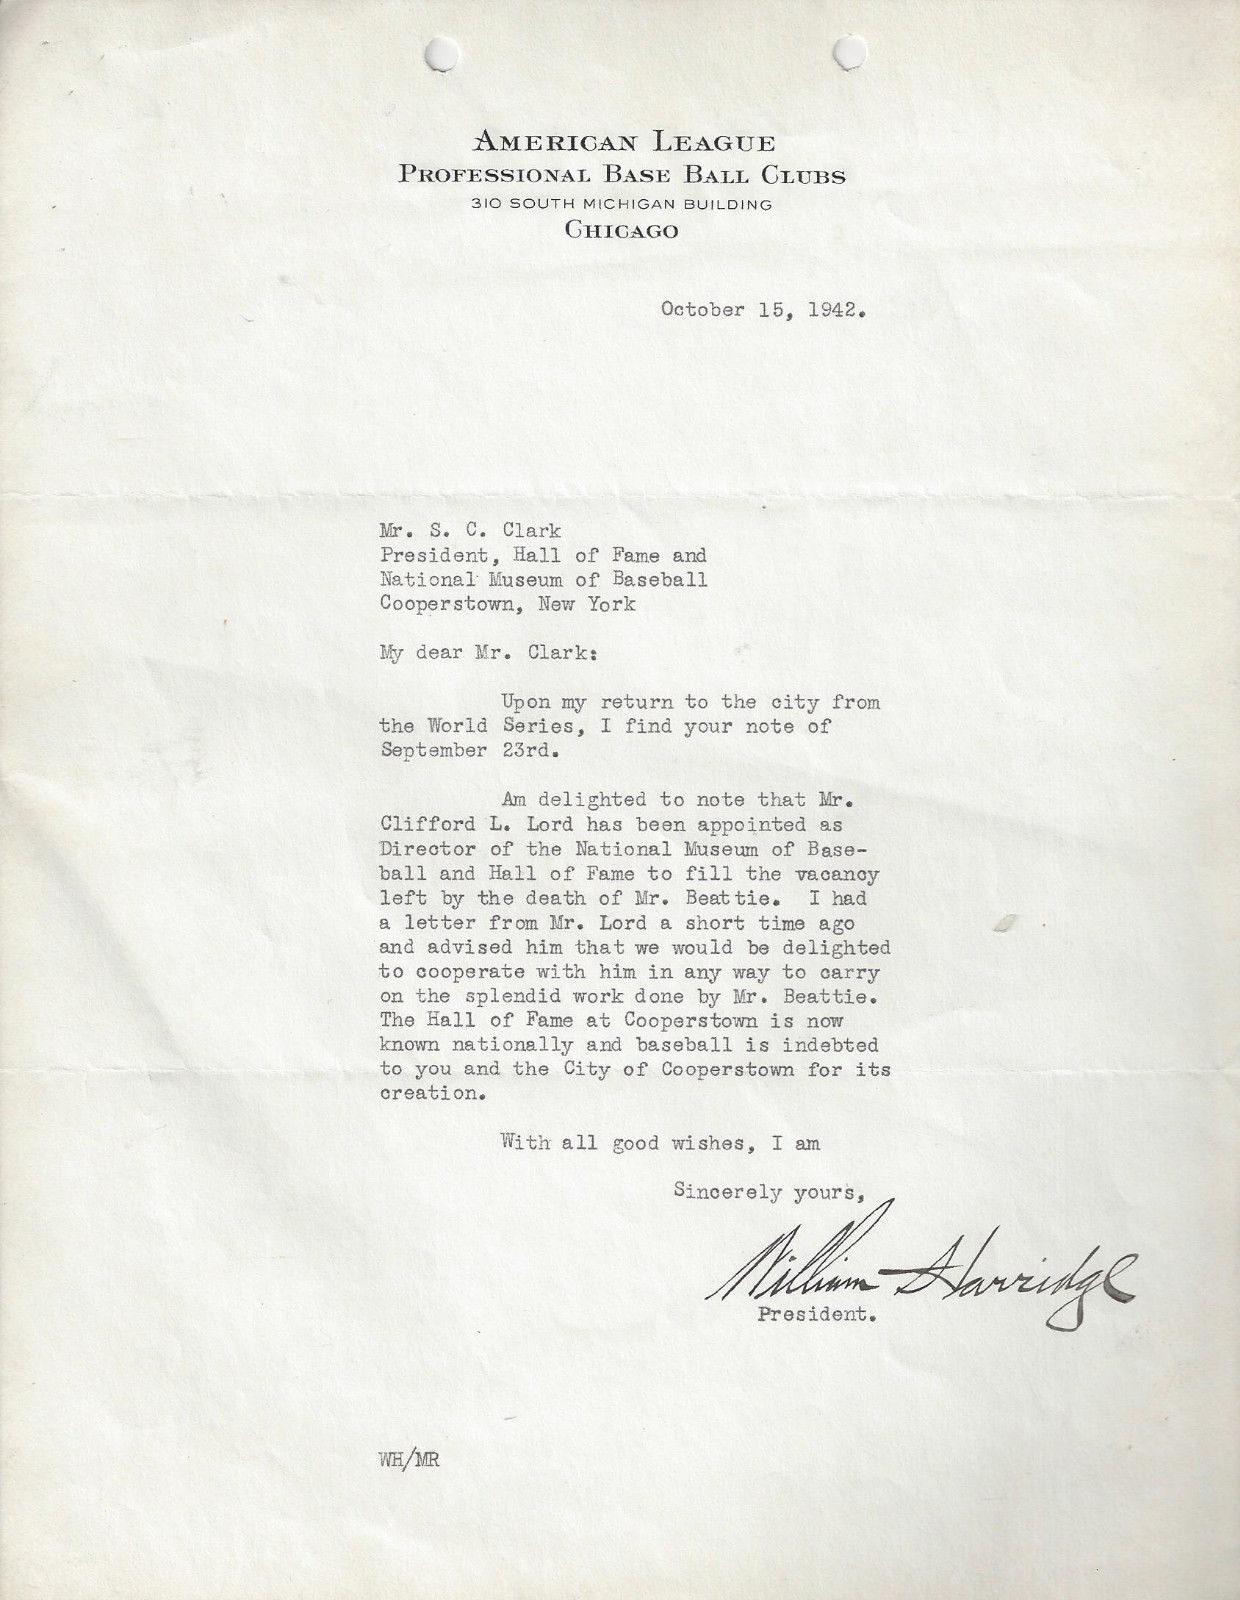 AMERICAN LEAGUE
PROFESSIONAL BASE BALL CLUBS
310 SOUTH MICHIGAN BUILDING
CHICAGO
October 15, 1942.
Mr. S. C. Clark
President, Hall of Fame and
National Museum of Baseball
Cooperstown, New York
My dear Mr. Clark:
Upon my return to the city from
the World Series, I find your note of
September 23rd.
Am delighted to note that Mr.
Clifford L. Lord has been appointed as
Director of the National Museum of Base-
ball and Hall of Fame to fill the vacancy
left by the death of Mr. Beattie. I had
a letter from Mr. Lord a short time ago
and advised him that we would be delighted
to cooperate with him in any way to carry
on the splendid work done by Mr. Beattie.
The Hall of Fame at Cooperstown is now
known nationally and baseball is indebted
to you and the City of Cooperstown for its
creation.
With all good wishes, I am
Sincerely yours,
William Harridge
President.
WH/MR